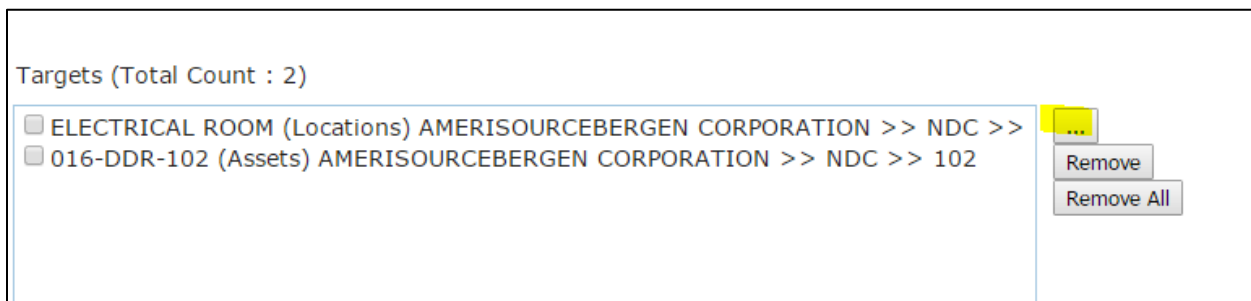 Targets (Total Count : 2)
ELECTRICAL ROOM (Locations) AMERISOURCEBERGEN CORPORATION >> NDC >>
016-DDR-102 (Assets) AMERISOURCEBERGEN CORPORATION >> NDC >> 102
...
Remove
Remove All